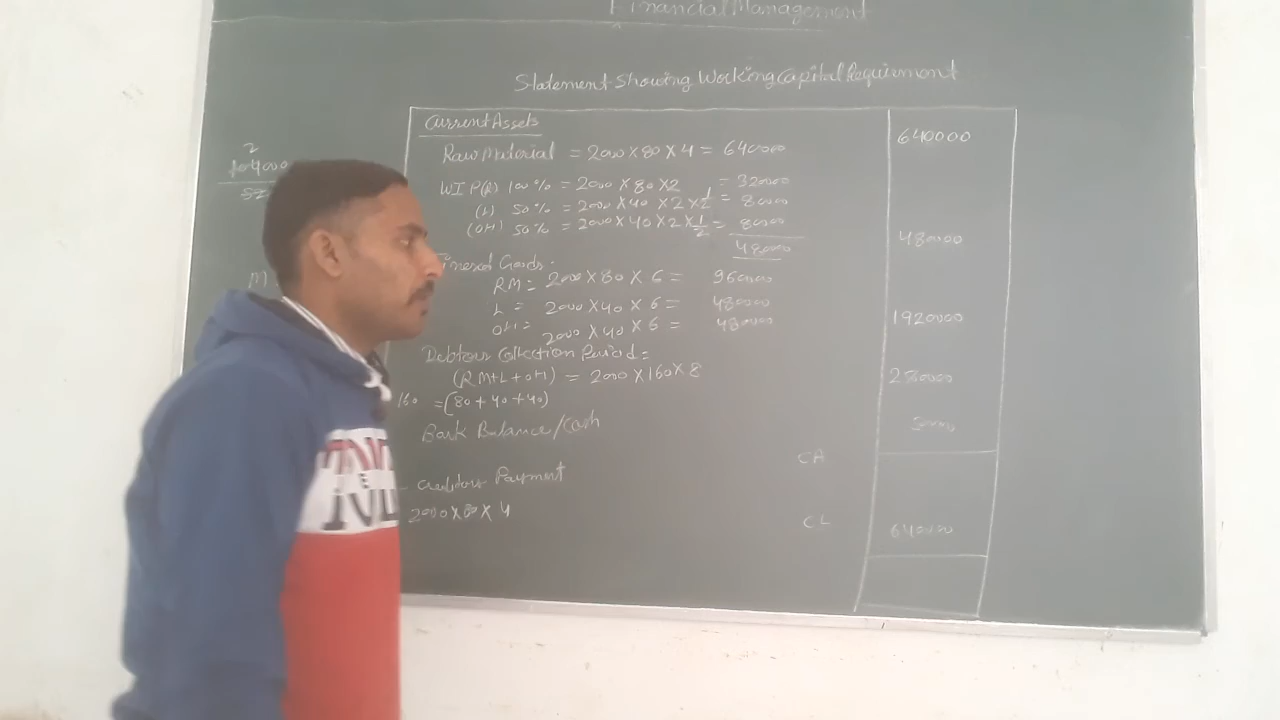 Financial Management
Statement Showing Working Capital Requirement
Current Assets
Raw Material = 2000 X 80 X 4 = 640000
640000
WIP(R) 100% = 2000 X 80 X 2 = 320000
(L) 50% = 2000 X 40 X 2 X 1/2 = 80000
(OH) 50% = 2000 X 40 X 2 X 1/2 = 80000
480000
480000
Goods
RM = 2000 X 80 X 6 = 960000
L = 2000 X 40 X 6 = 480000
OH = 2000 X 40 X 6 = 480000
1920000
Collection Period =
(RM+L+OH) = 2000 X 160 X 8
160 = (80 + 40 + 40)
Bank Balance/Cash
CA
Payment
2000 X 80 X 4
CL
640000